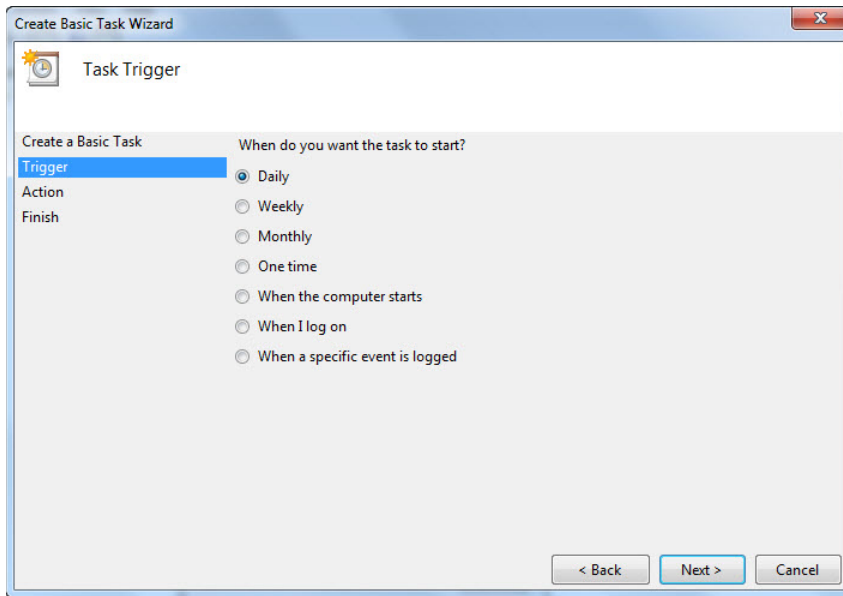 Create Basic Task Wizard
Task Trigger
Create a Basic Task
Trigger
Action
Finish
When do you want the task to start?
Daily
Weekly
Monthly
One time
When the computer starts
When I log on
When a specific event is logged
< Back
Next >
Cancel